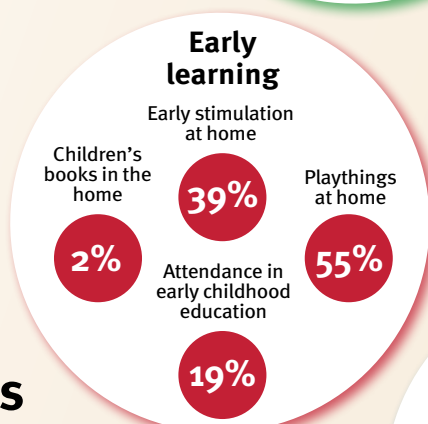 Early
learning
Early stimulation
at home
39%
Children's
books in the
home
2%
Playthings
at home
55%
Attendance in
early childhood
education
19%
s